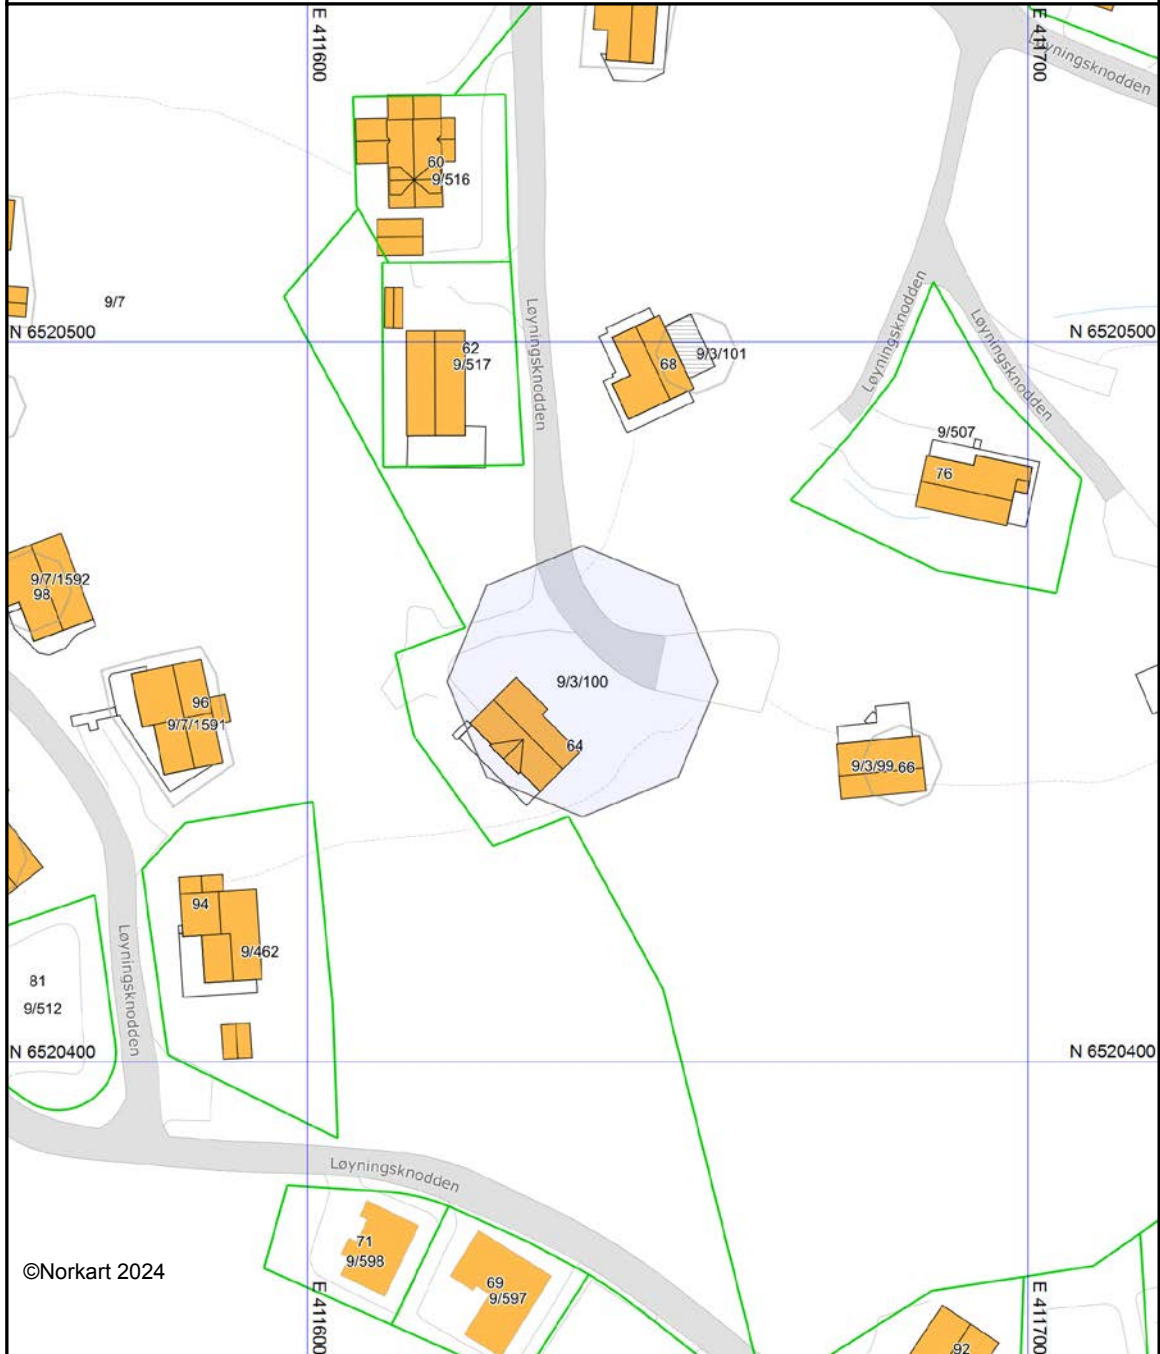 E 411600
E 411700
Løyningsknodden
60
9/516
9/7
Løyningsknodden
N 6520500
N 6520500
62
9/517
9/3/101
68
Løyningsknodden
Løyningsknodden
9/507
76
9/7/1592
98
96
9/7/1591
9/3/100
64
9/3/99
66
94
9/462
Løyningsknodden
81
9/512
N 6520400
N 6520400
Løyningsknodden
71
9/598
69
9/597
©Norkart 2024
E 411600
E 411700
92